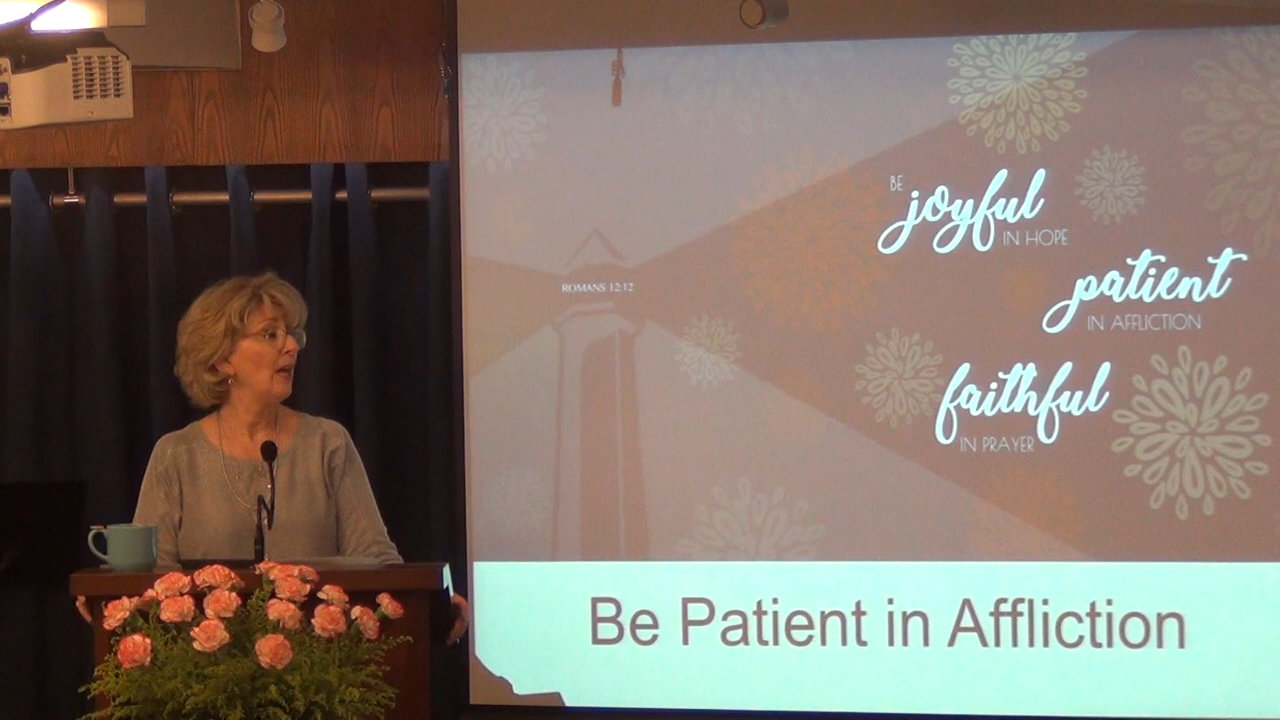 BE
joyful
IN HOPE
patient
IN AFFLICTION
ROMANS 12:12
faithful
IN PRAYER
Be Patient in Affliction